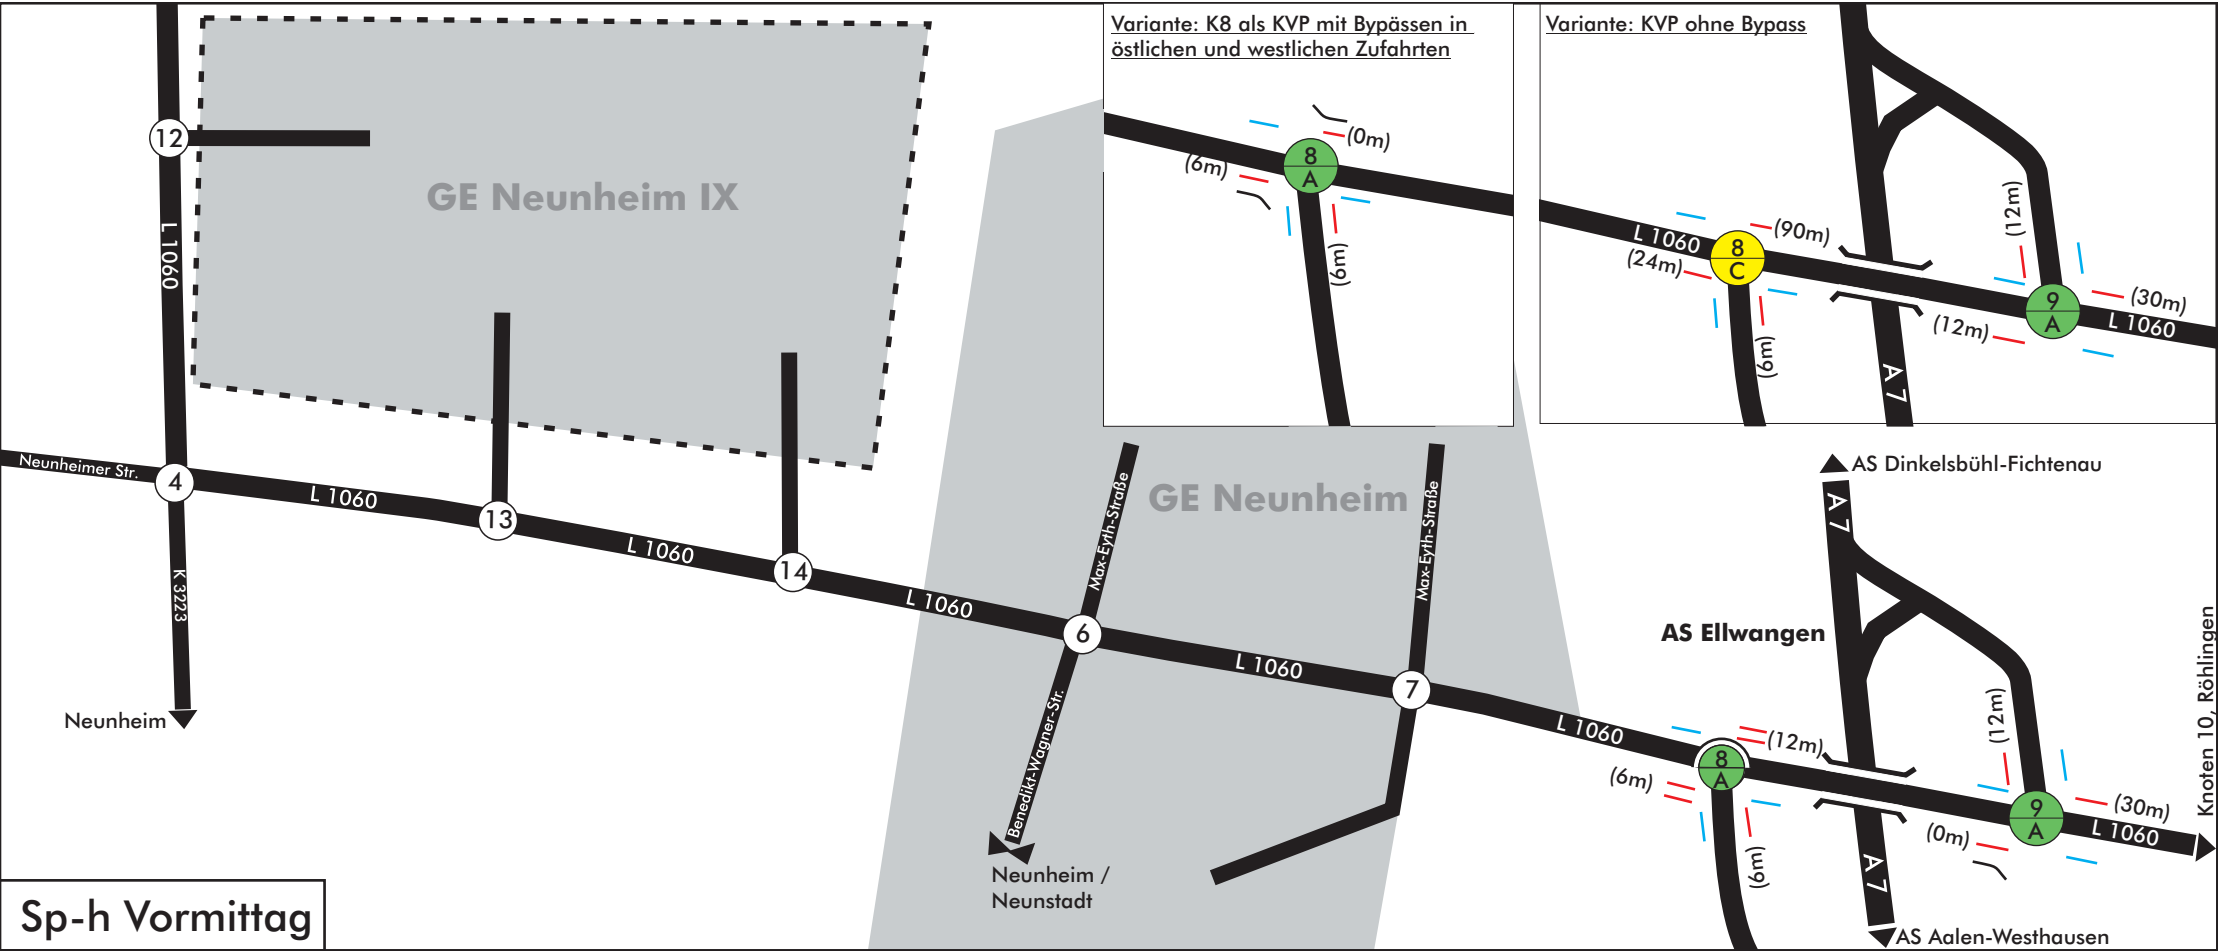 Variante: K8 als KVP mit Bypässen in
östlichen und westlichen Zufahrten
(0m)
8
A
(6m)
(6m)
Variante: KVP ohne Bypass
L 1060
(90m)
8
C
(24m)
(6m)
(12m)
(30m)
9
A
(12m)
L 1060
A 7
12
L 1060
GE Neunheim IX
Neunheimer Str.
4
L 1060
13
L 1060
14
L 1060
K 3223
Neunheim
GE Neunheim
Max-Eyth-Straße
Max-Eyth-Straße
6
L 1060
7
L 1060
Benedikt-Wagner-Str.
Neunheim /
Neunstadt
AS Dinkelsbühl-Fichtenau
A 7
AS Ellwangen
(12m)
8
A
(6m)
(6m)
(12m)
(30m)
9
A
(0m)
L 1060
A 7
AS Aalen-Westhausen
Knoten 10, Röhlingen
Sp-h Vormittag